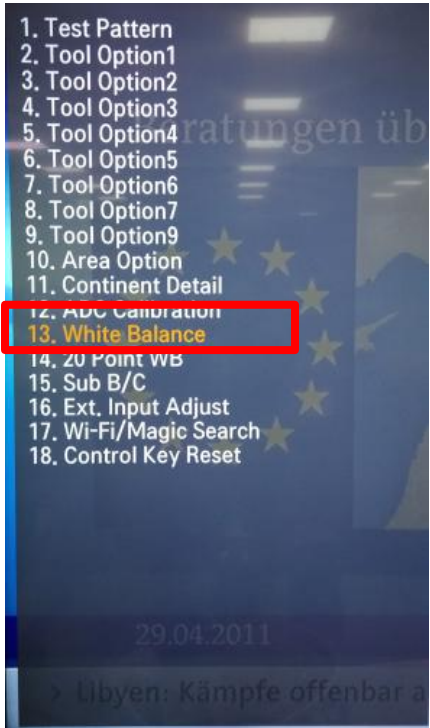 1. Test Pattern
2. Tool Option1
3. Tool Option2
4. Tool Option3
5. Tool Option4
6. Tool Option5
7. Tool Option6
8. Tool Option7
9. Tool Option9
10. Area Option
11. Continent Detail
12. ADC Calibration
13. White Balance
14. 20 Point WB
15. Sub B/C
16. Ext. Input Adjust
17. Wi-Fi/Magic Search
18. Control Key Reset
29.04.2011
> Libyen: Kämpfe offenbar a